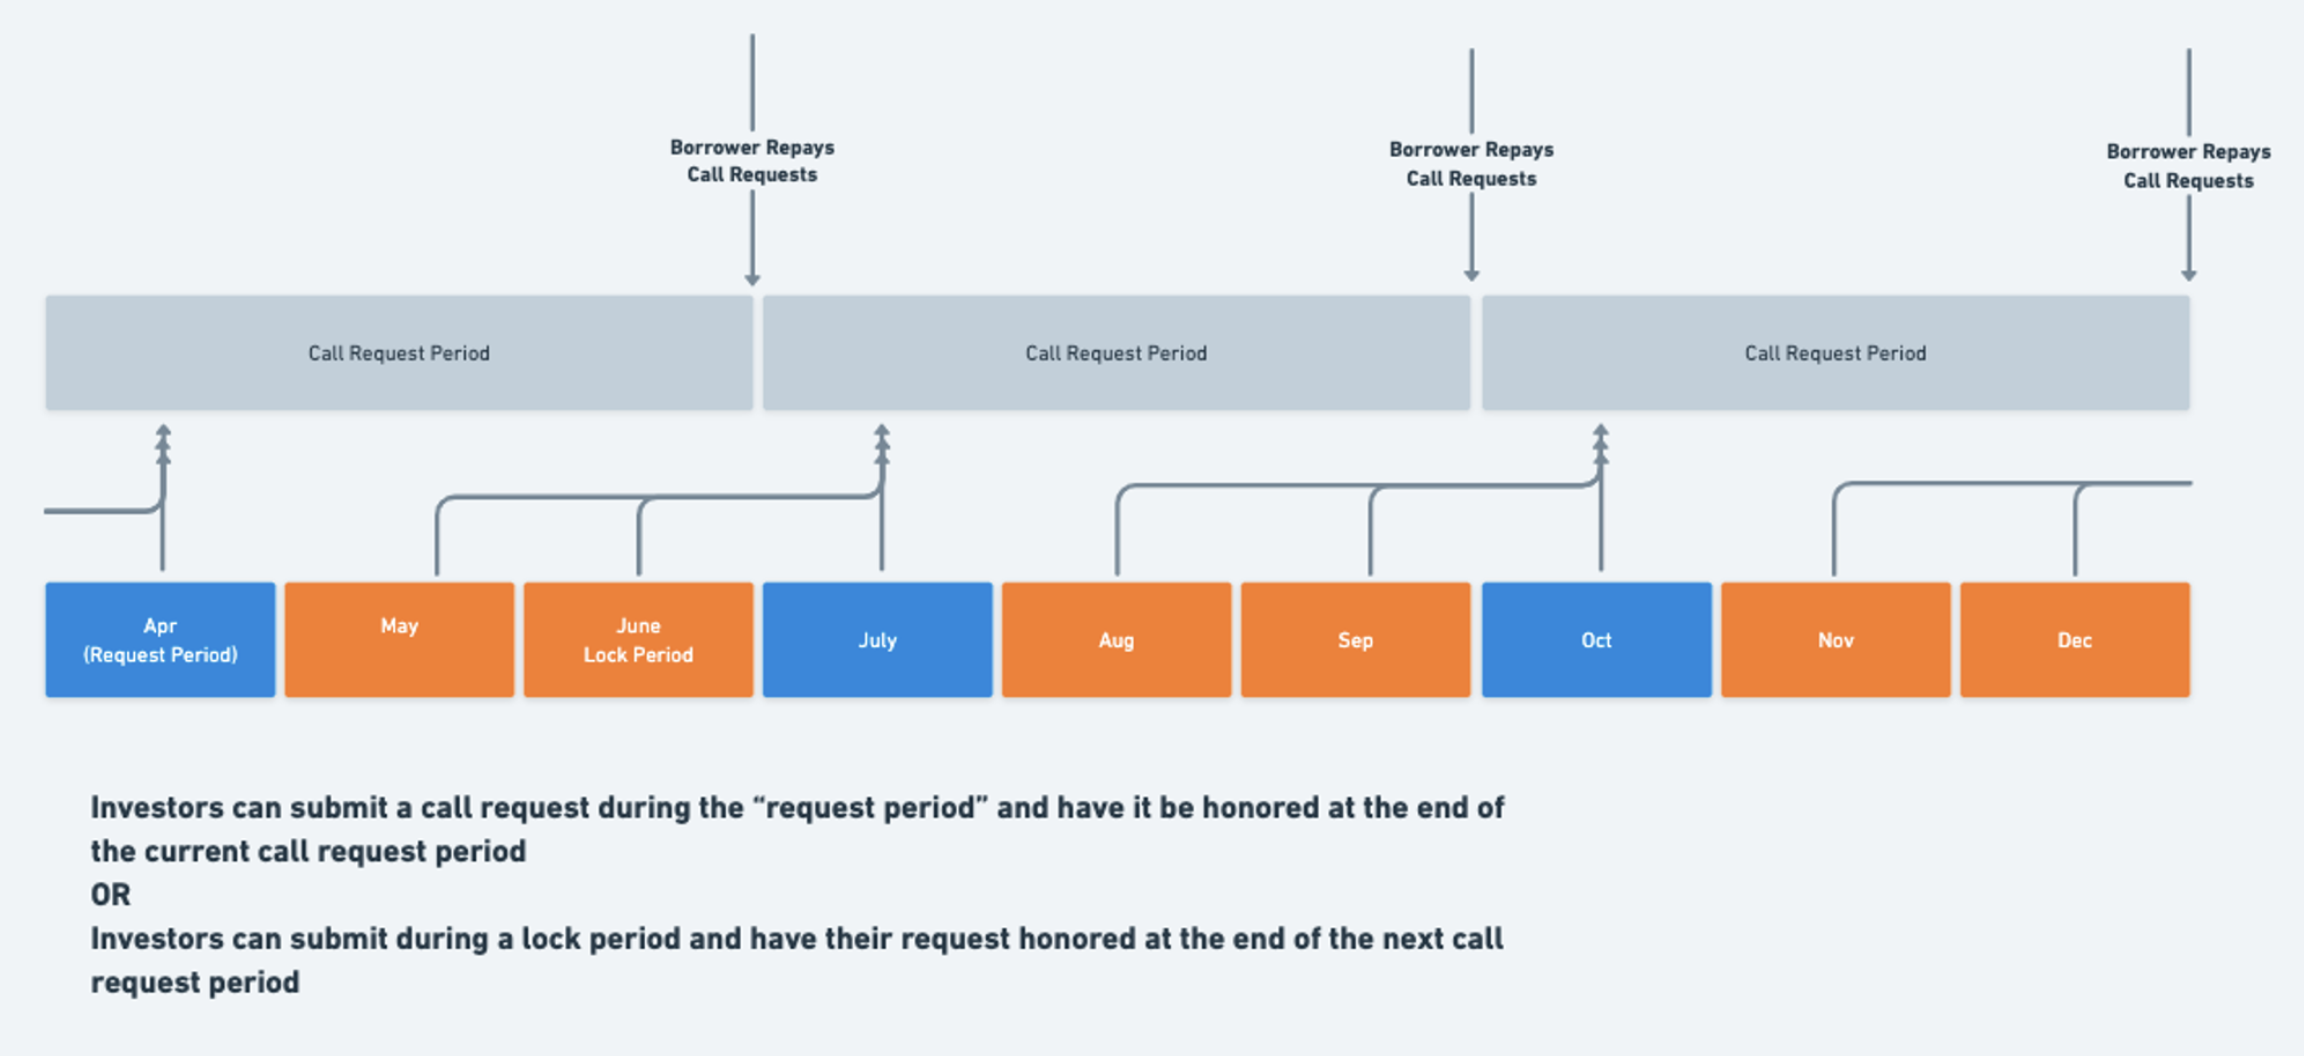 Borrower Repays
Call Requests
Borrower Repays
Call Requests
Borrower Repays
Call Requests
Call Request Period
Call Request Period
Call Request Period
Apr
(Request Period)
May
June
Lock Period
July
Aug
Sep
Oct
Nov
Dec
Investors can submit a call request during the “request period” and have it be honored at the end of
the current call request period
OR
Investors can submit during a lock period and have their request honored at the end of the next call
request period